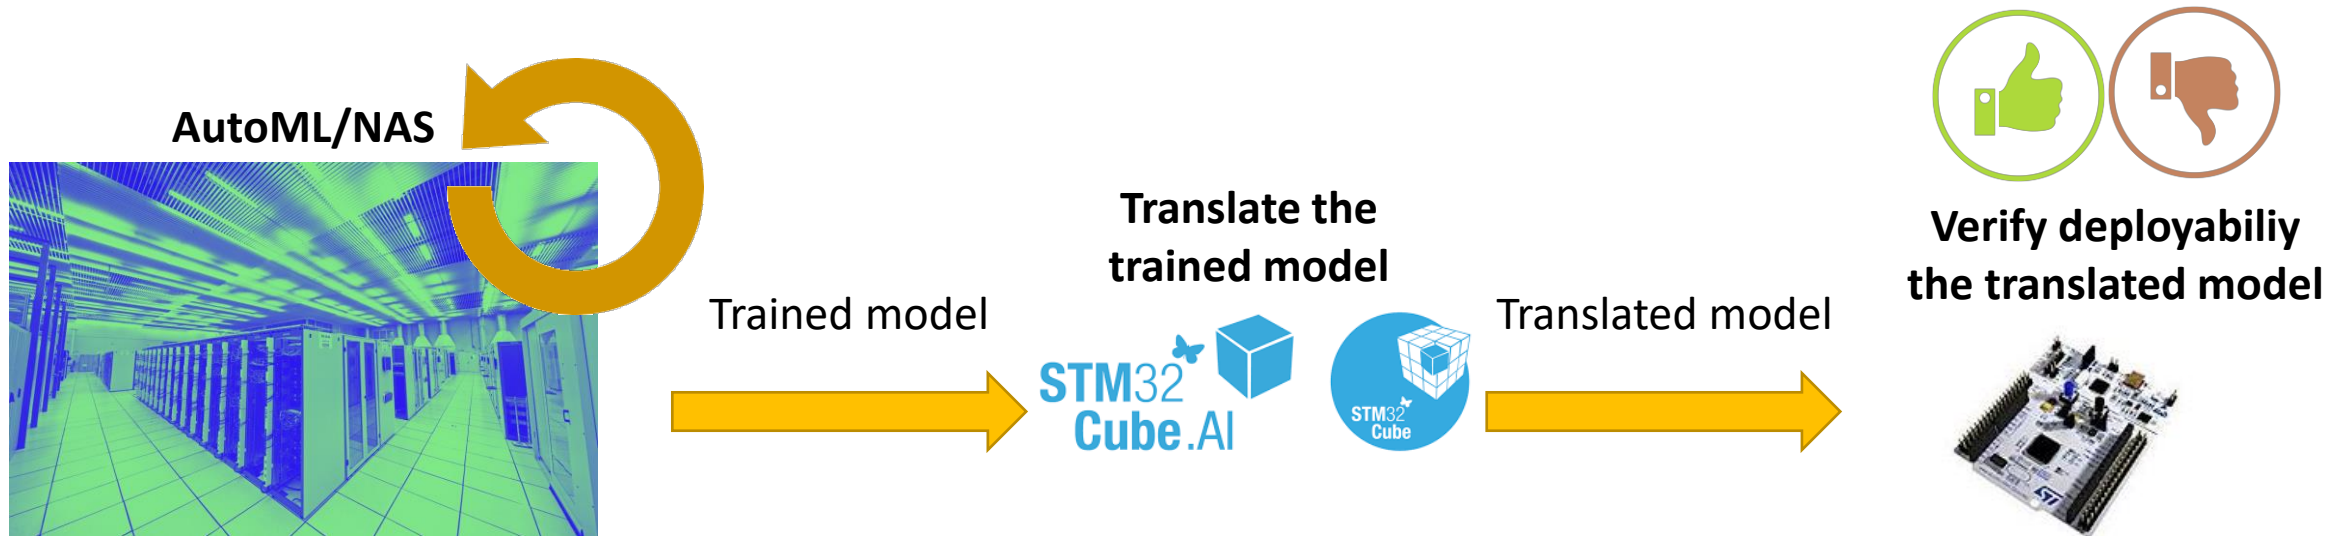 AutoML/NAS
Trained model
Translate the
trained model
STM32
Cube.AI
STM32
Cube
Translated model
Verify deployabiliy
the translated model
ST